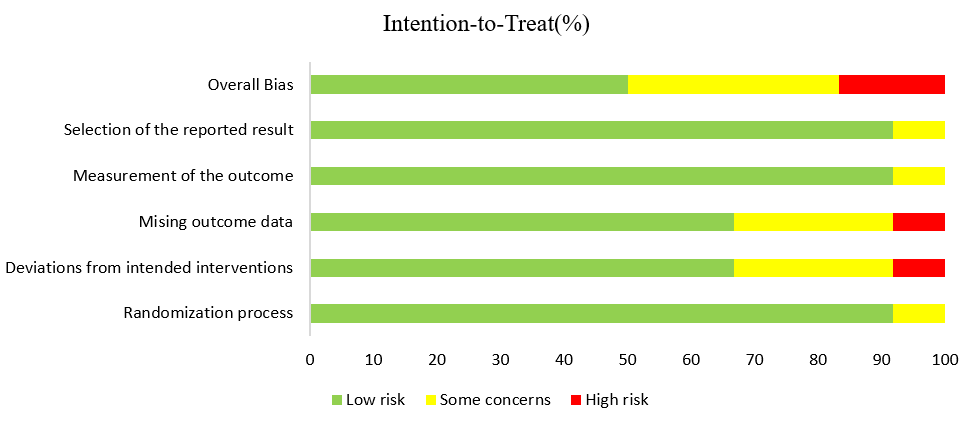 Intention-to-Treat(%)
Overall Bias
Selection of the reported result
Measurement of the outcome
Mising outcome data
Deviations from intended interventions
Randomization process
0 10 20 30 40 50 60 70 80 90 100
Low risk Some concerns High risk